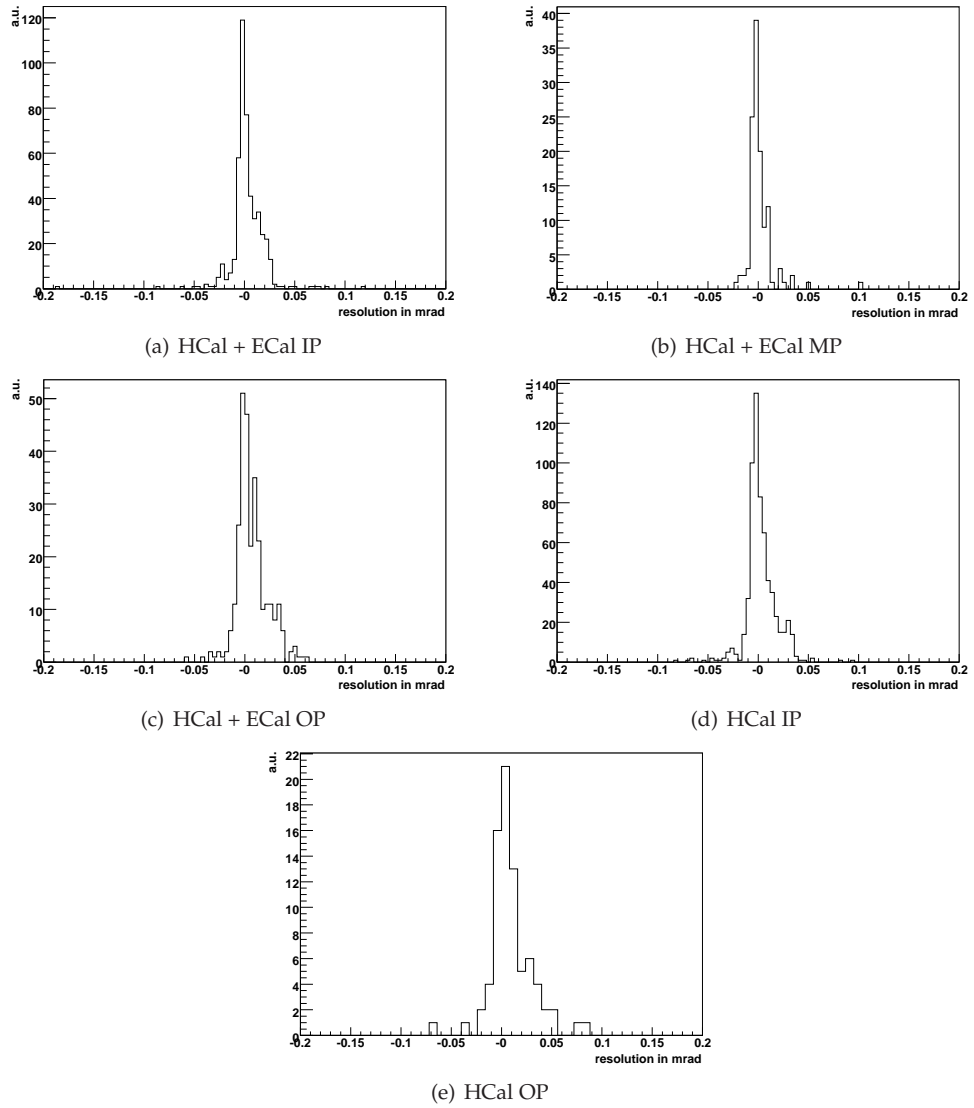 a.u.
120
100
80
60
40
20
0
-0.2 -0.15 -0.1 -0.05 -0 0.05 0.1 0.15 0.2
resolution in mrad
(a) HCal + ECal IP
a.u.
40
35
30
25
20
15
10
5
0
-0.2 -0.15 -0.1 -0.05 -0 0.05 0.1 0.15 0.2
resolution in mrad
(b) HCal + ECal MP
a.u.
50
40
30
20
10
0
-0.2 -0.15 -0.1 -0.05 -0 0.05 0.1 0.15 0.2
resolution in mrad
(c) HCal + ECal OP
a.u.
140
120
100
80
60
40
20
0
-0.2 -0.15 -0.1 -0.05 -0 0.05 0.1 0.15 0.2
resolution in mrad
(d) HCal IP
a.u.
22
20
18
16
14
12
10
8
6
4
2
0
-0.2 -0.15 -0.1 -0.05 -0 0.05 0.1 0.15 0.2
resolution in mrad
(e) HCal OP